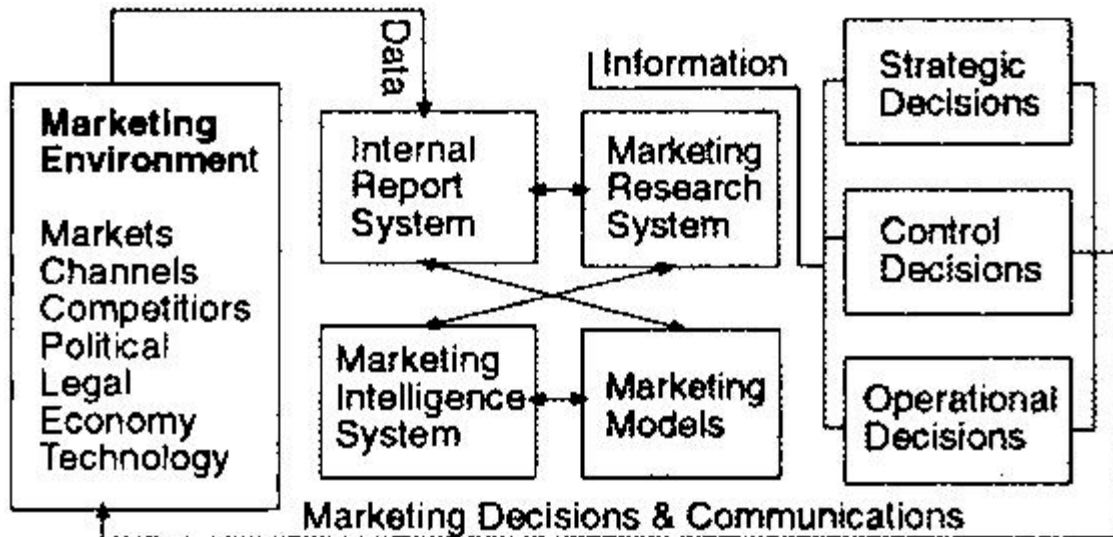 Data
Information
Marketing
Environment
Markets
Channels
Competitiors
Political
Legal
Economy
Technology
Internal
Report
System
Marketing
Research
System
Marketing
Intelligence
System
Marketing
Models
Strategic
Decisions
Control
Decisions
Operational
Decisions
Marketing Decisions & Communications